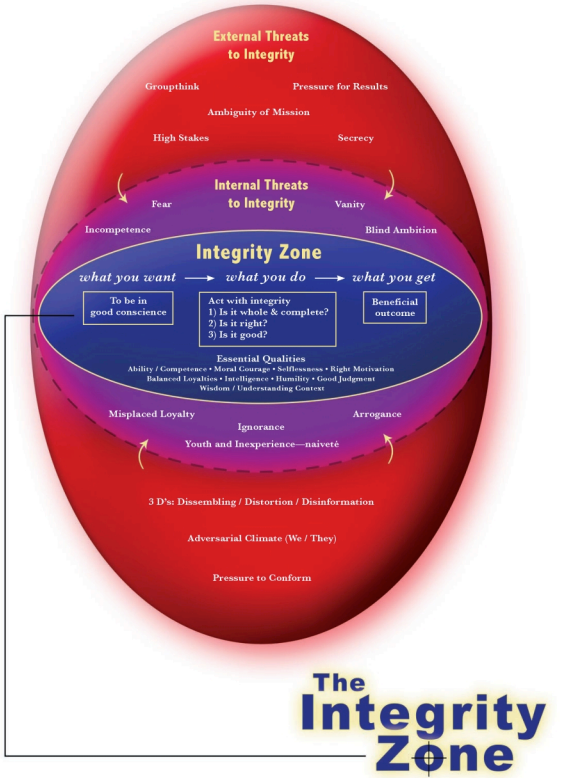 External Threats
to Integrity
Groupthink
Pressure for Results
Ambiguity of Mission
High Stakes
Secrecy
Internal Threats
to Integrity
Fear
Vanity
Incompetence
Blind Ambition
Integrity Zone
what you want
what you do
what you get
To be in
good conscience
Act with integrity
1) Is it whole & complete?
2) Is it right?
3) Is it good?
Beneficial
outcome
Essential Qualities
Ability / Competence • Moral Courage • Selflessness • Right Motivation
Balanced Loyalties • Intelligence • Humility • Good Judgment
Wisdom / Understanding Context
Misplaced Loyalty
Arrogance
Ignorance
Youth and Inexperience—naiveté
3 D's: Dissembling / Distortion / Disinformation
Adversarial Climate (We / They)
Pressure to Conform
The
Integrity
Zone